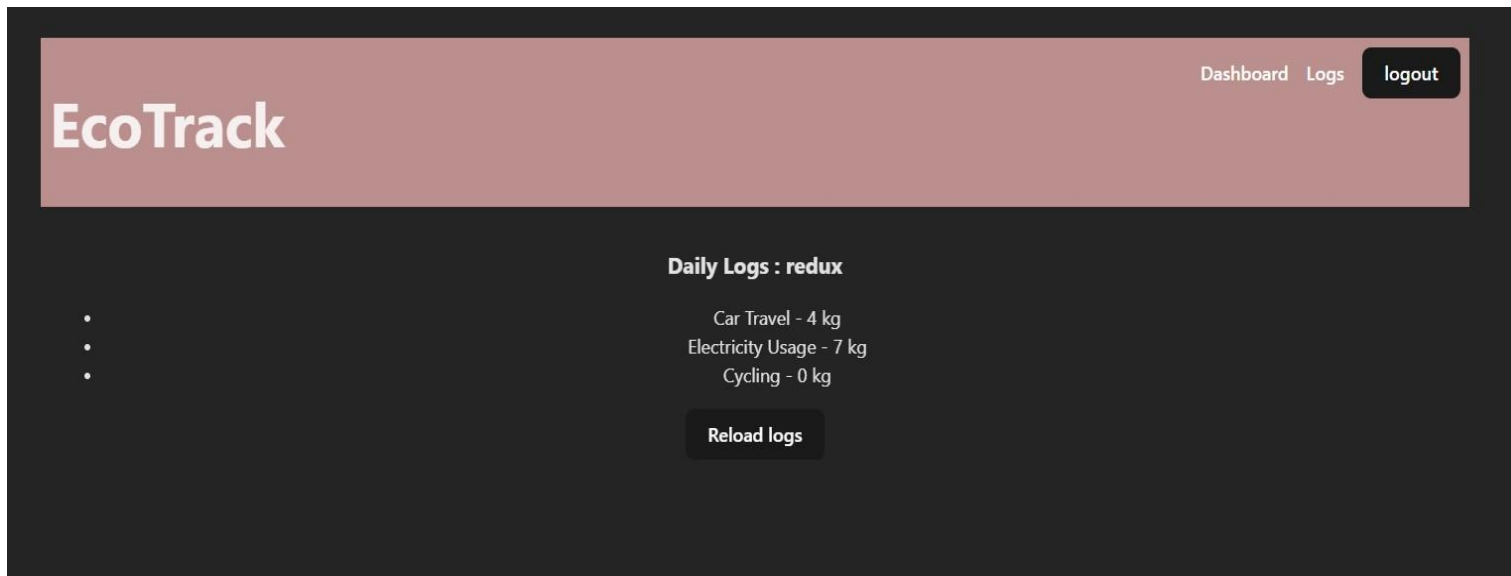 Dashboard Logs logout
EcoTrack
Daily Logs : redux
• Car Travel - 4 kg
• Electricity Usage - 7 kg
• Cycling - 0 kg
Reload logs